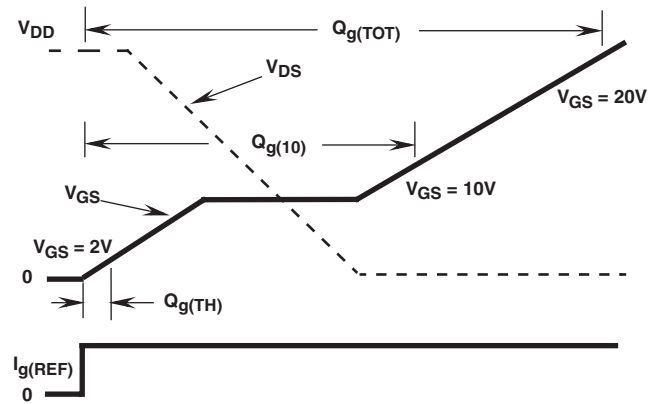 V_DD
Q_g(TOT)
V_DS
V_GS = 20V
Q_g(10)
V_GS
V_GS = 10V
V_GS = 2V
0
Q_g(TH)
I_g(REF)
0